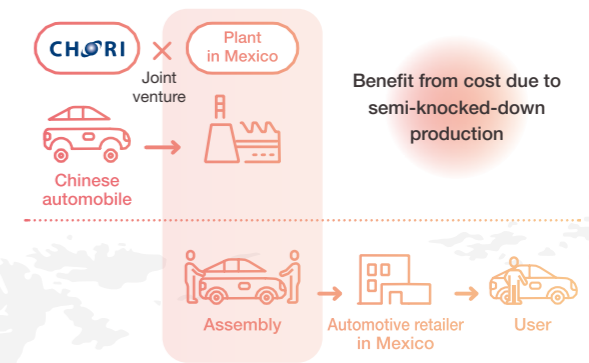 CHORI
Plant
in Mexico
Joint
venture
Benefit from cost due to
semi-knocked-down
production
Chinese
automobile
Assembly
Automotive retailer
in Mexico
User